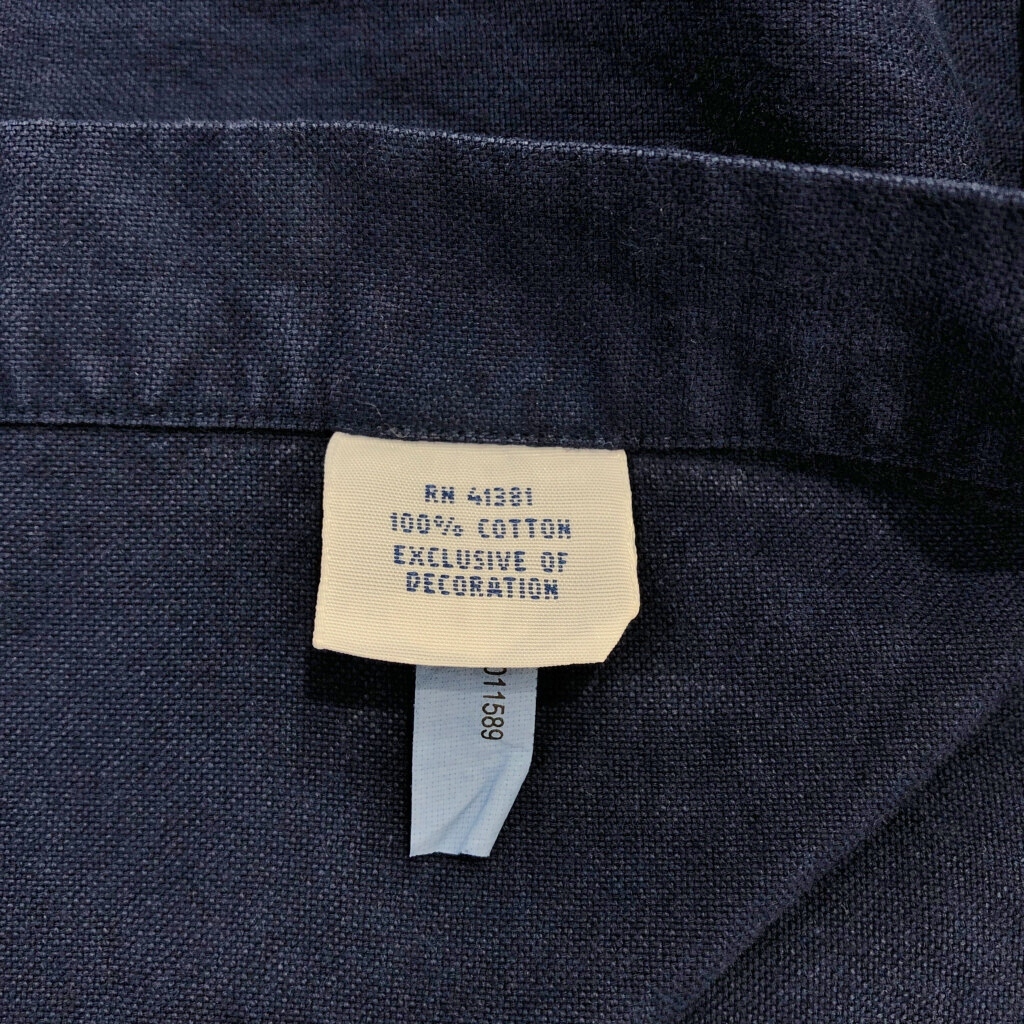 RN 41381
100% COTTON
EXCLUSIVE OF
DECORATION
011589